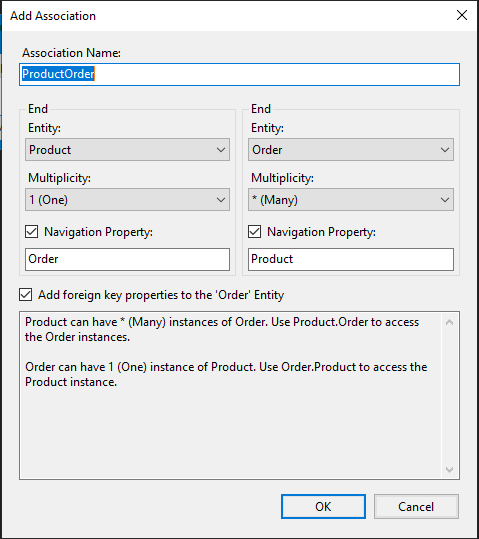 Add Association
Association Name:
ProductOrder
End
Entity:
Product
Multiplicity:
1 (One)
Navigation Property:
Order
End
Entity:
Order
Multiplicity:
* (Many)
Navigation Property:
Product
Add foreign key properties to the 'Order' Entity
Product can have * (Many) instances of Order. Use Product.Order to access
the Order instances.
Order can have 1 (One) instance of Product. Use Order.Product to access the
Product instance.
OK
Cancel